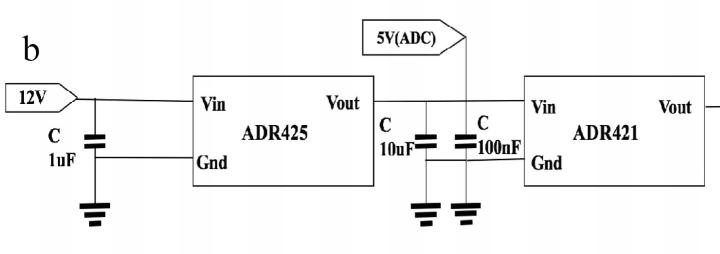 b
5V(ADC)
12V
Vin
Vout
ADR425
Gnd
C
1uF
C
10uF
C
100nF
Vin
Vout
ADR421
Gnd